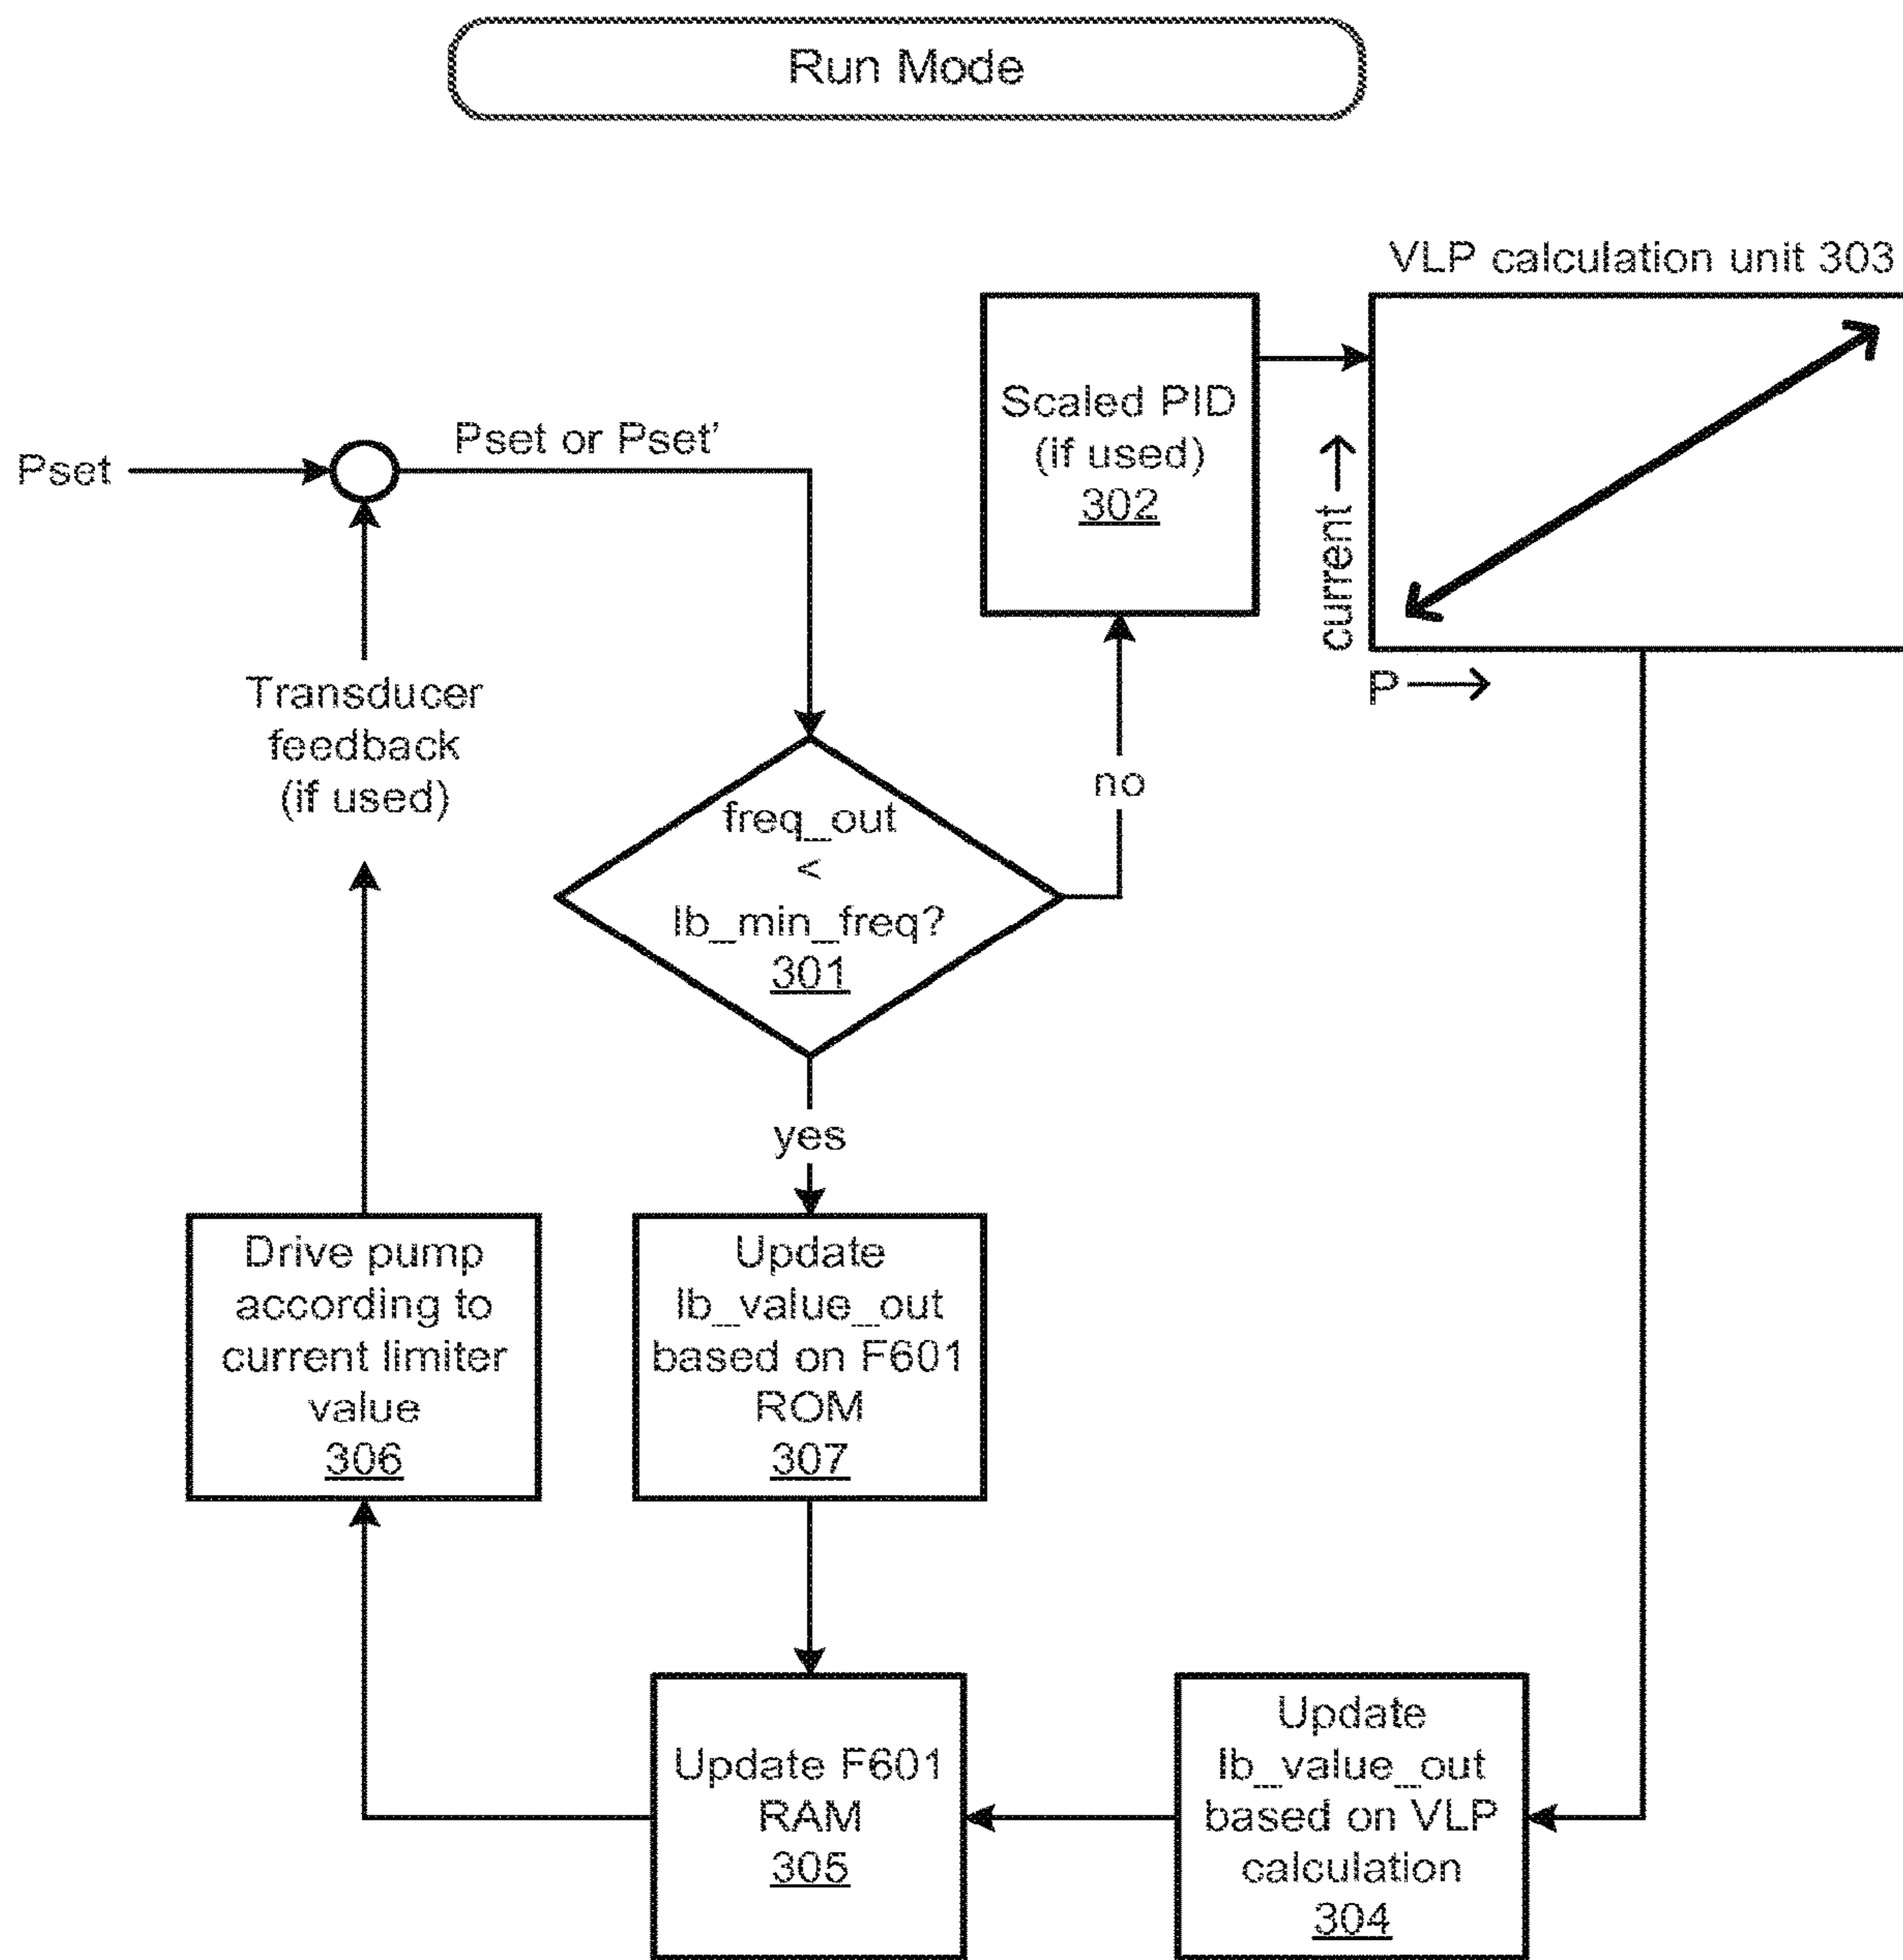 Run Mode
VLP calculation unit 303
Scaled PID
(if used)
302
current
P
Pset
Pset or Pset'
Transducer
feedback
(if used)
freq_out
<
lb_min_freq?
301
no
yes
Drive pump
according to
current limiter
value
306
Update
lb_value_out
based on F601
ROM
307
Update F601
RAM
305
Update
lb_value_out
based on VLP
calculation
304